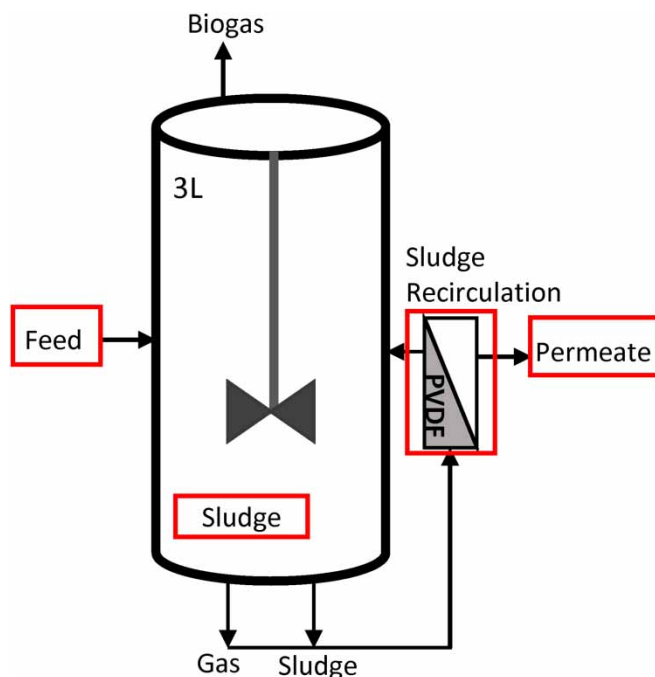 Biogas
3L
Sludge
Recirculation
Feed
Permeate
PVDF
Sludge
Gas
Sludge